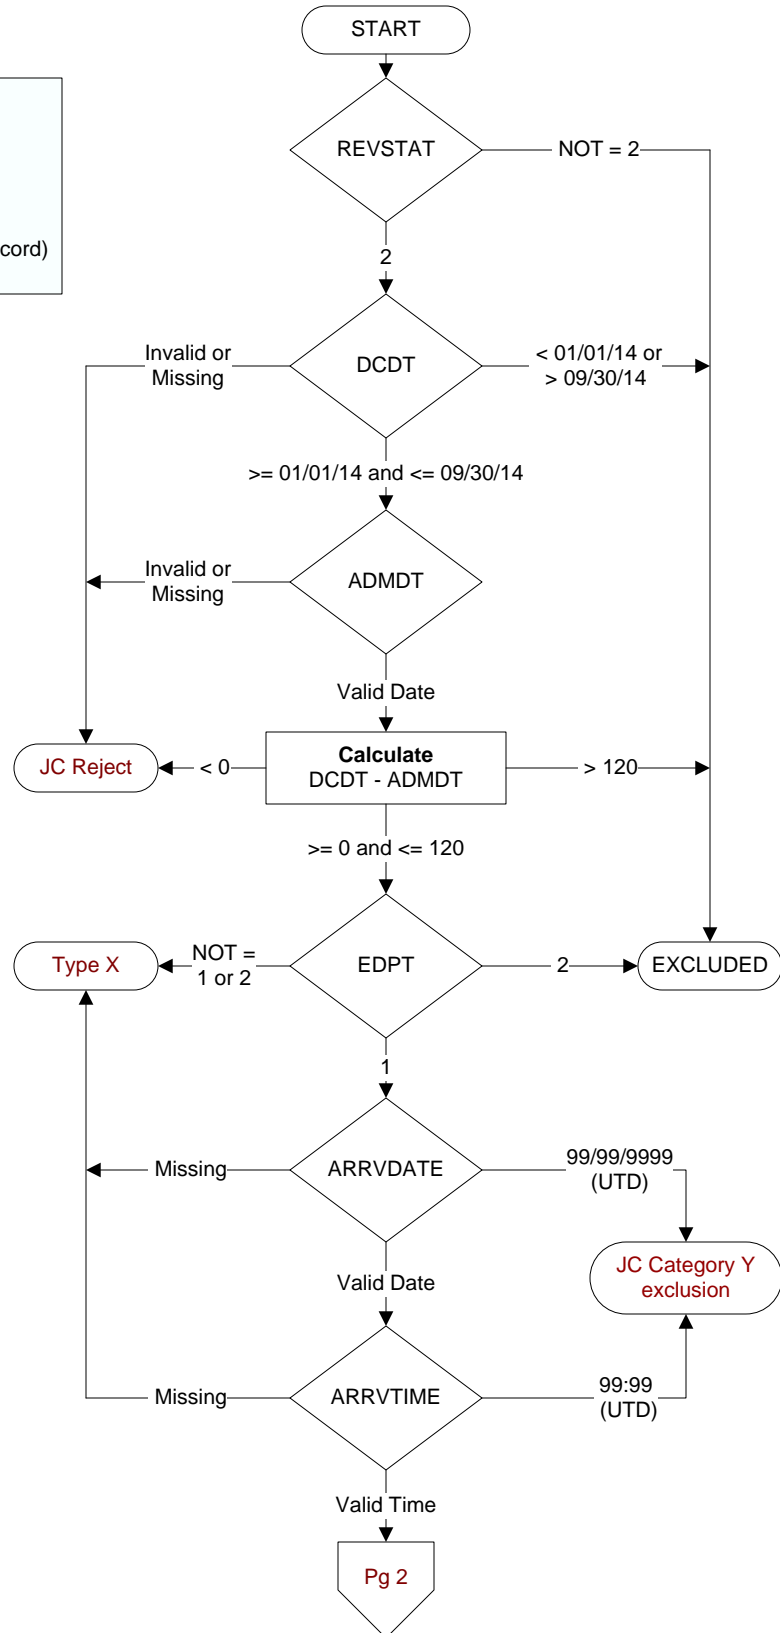 START
REVSTAT
NOT = 2
cord)
2
Invalid or
Missing
DCDT
< 01/01/14 or
> 09/30/14
>= 01/01/14 and <= 09/30/14
Invalid or
Missing
ADMDT
Valid Date
JC Reject
< 0
Calculate
DCDT - ADMDT
> 120
>= 0 and <= 120
Type X
NOT =
1 or 2
EDPT
2
EXCLUDED
1
Missing
ARRVDATE
99/99/9999
(UTD)
Valid Date
JC Category Y
exclusion
Missing
ARRVTIME
99:99
(UTD)
Valid Time
Pg 2